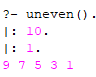 ?- uneven().
|: 10.
|: 1.
9 7 5 3 1